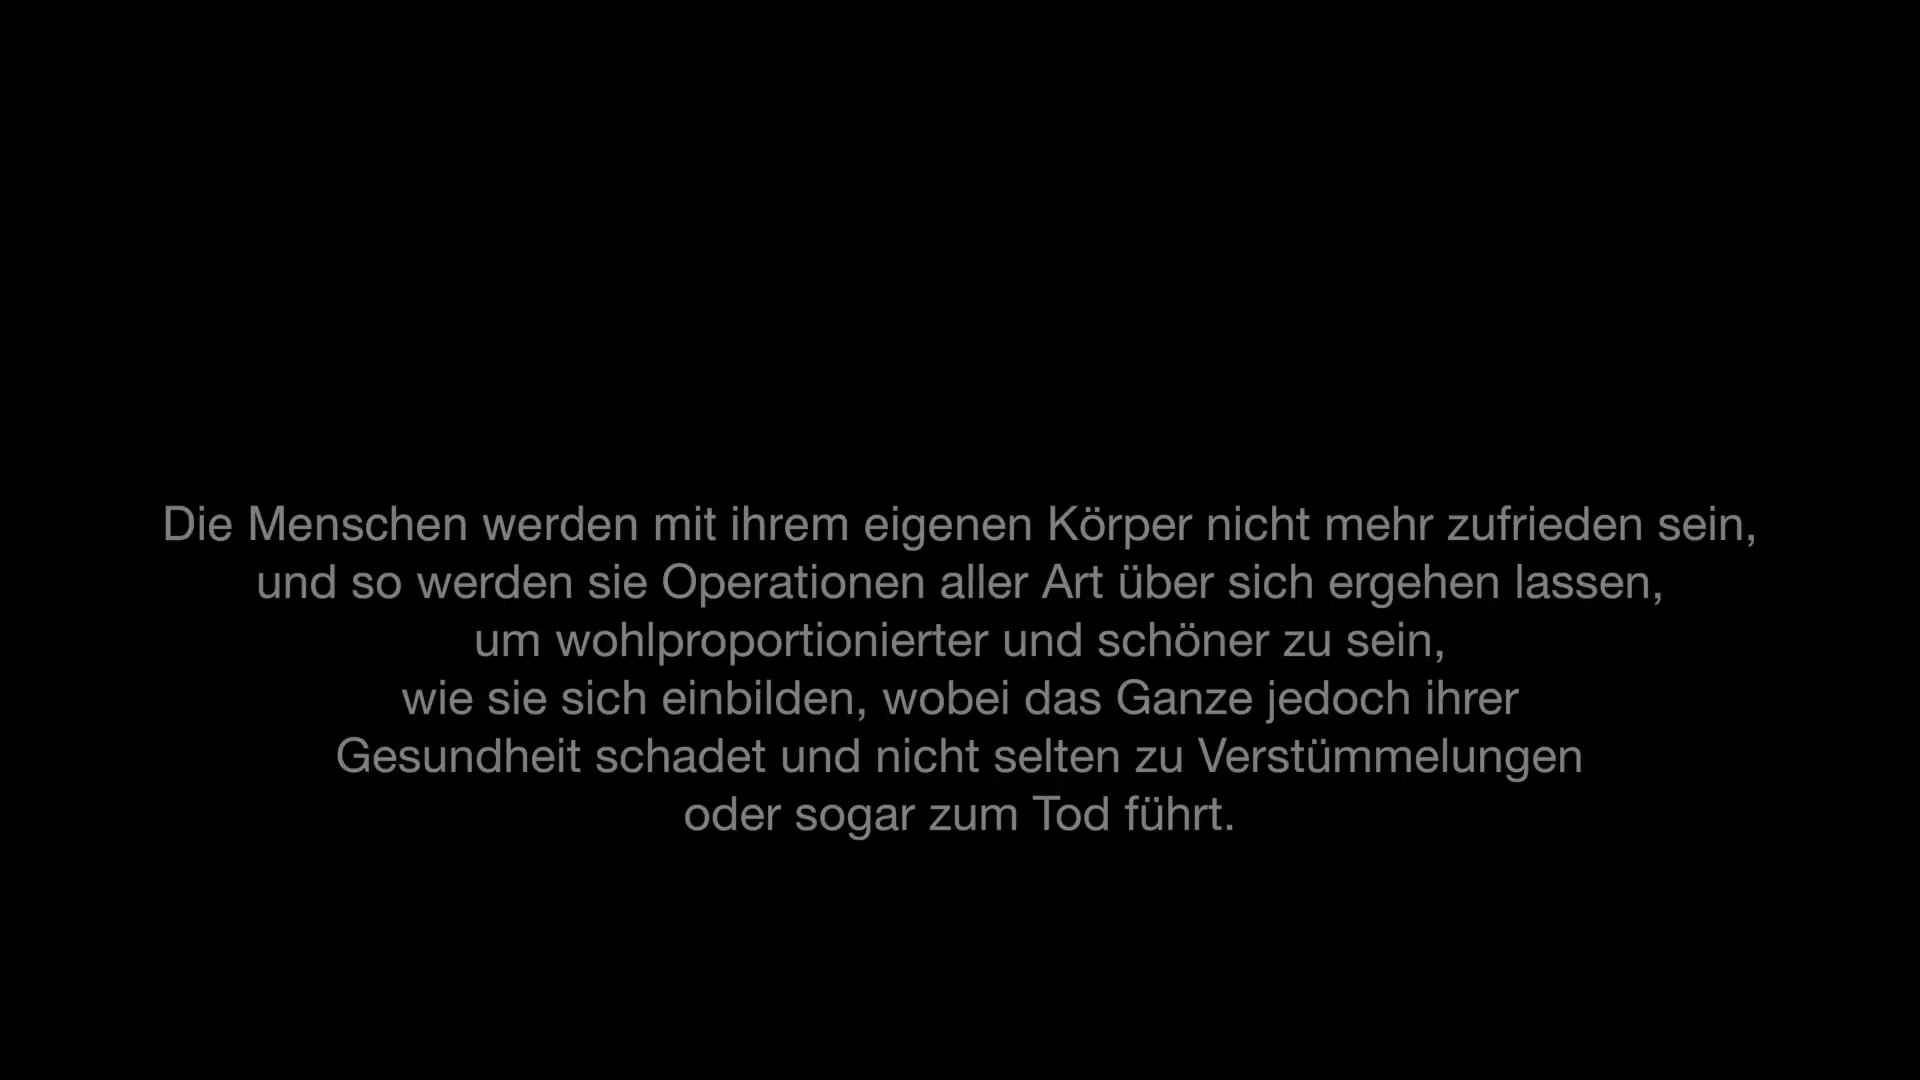 Die Menschen werden mit ihrem eigenen Körper nicht mehr zufrieden sein,
und so werden sie Operationen aller Art über sich ergehen lassen,
um wohlproportionierter und schöner zu sein,
wie sie sich einbilden, wobei das Ganze jedoch ihrer
Gesundheit schadet und nicht selten zu Verstümmelungen
oder sogar zum Tod führt.